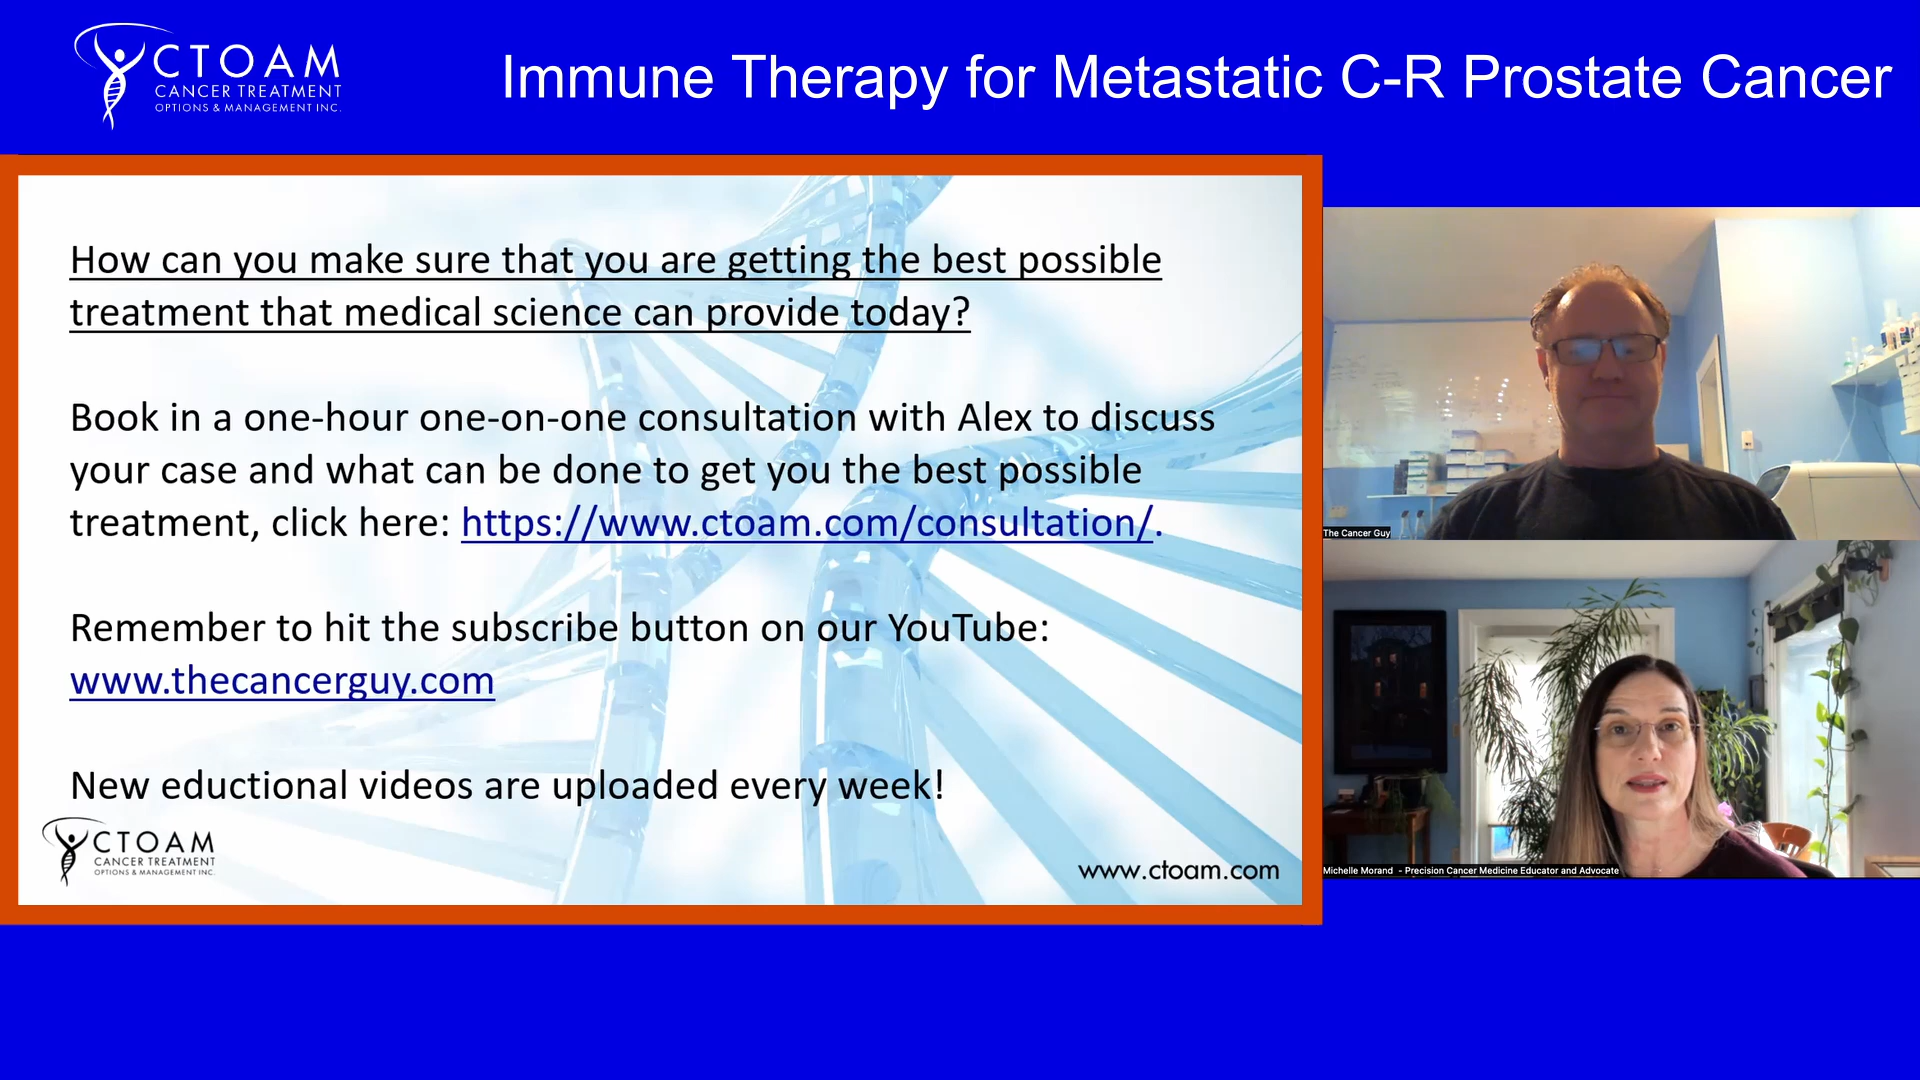 CTOAM
CANCER TREATMENT
OPTIONS & MANAGEMENT INC.
Immune Therapy for Metastatic C-R Prostate Cancer
How can you make sure that you are getting the best possible
treatment that medical science can provide today?
Book in a one-hour one-on-one consultation with Alex to discuss
your case and what can be done to get you the best possible
treatment, click here: https://www.ctoam.com/consultation/.
Remember to hit the subscribe button on our YouTube:
www.thecancerguy.com
New eductional videos are uploaded every week!
CTOAM
CANCER TREATMENT
OPTIONS & MANAGEMENT INC.
www.ctoam.com
The Cancer Guy
Michelle Morand - Precision Cancer Medicine Educator and Advocate